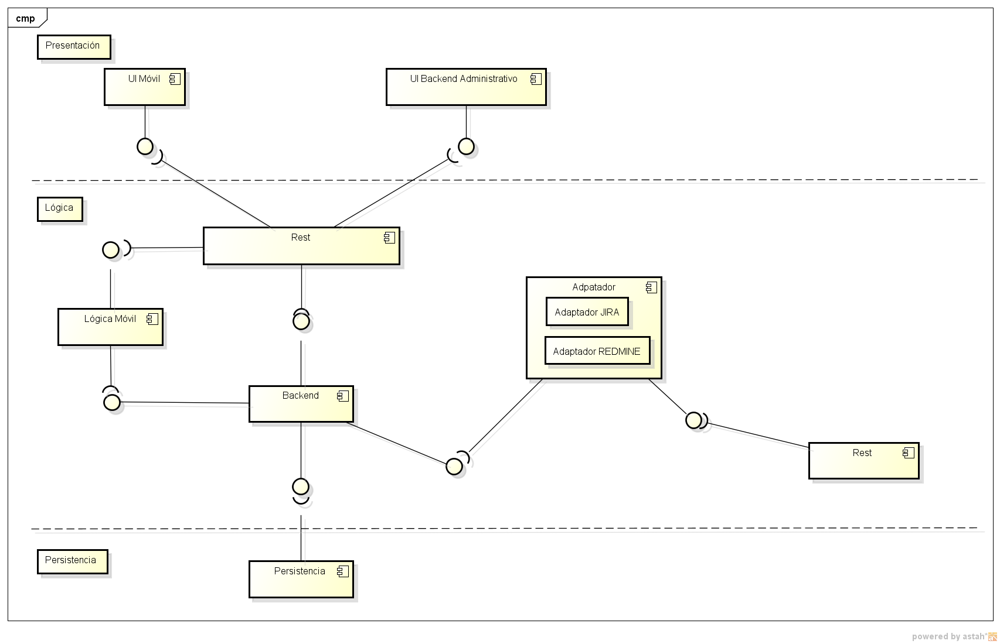 cmp
Presentación
UI Móvil
UI Backend Administrativo
Lógica
Rest
Adpatador
Adaptador JIRA
Lógica Móvil
Adaptador REDMINE
Backend
Rest
Persistencia
Persistencia
powered by astah*